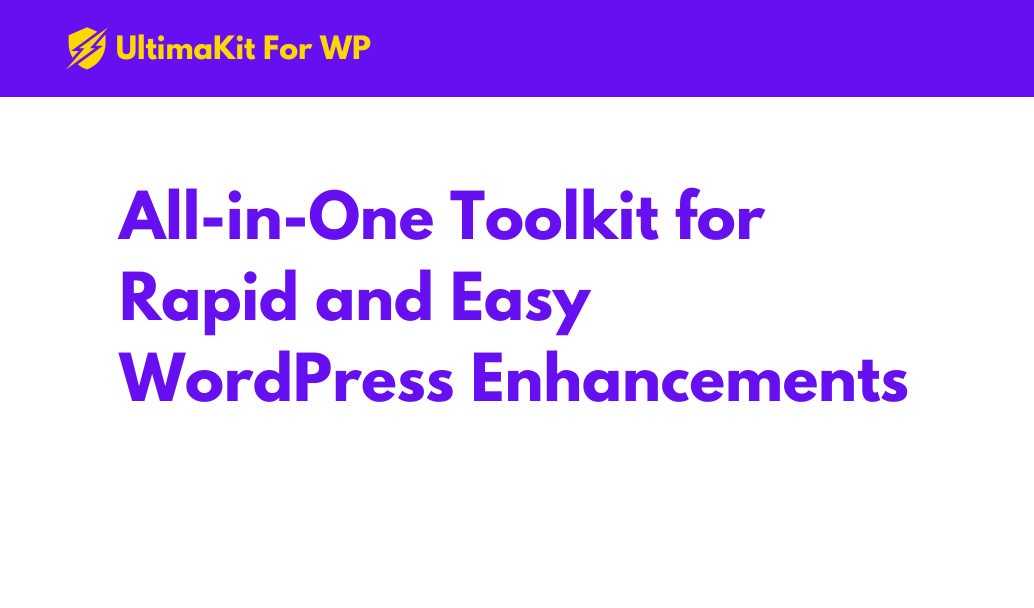 UltimaKit For WP
All-in-One Toolkit for
Rapid and Easy
WordPress Enhancements